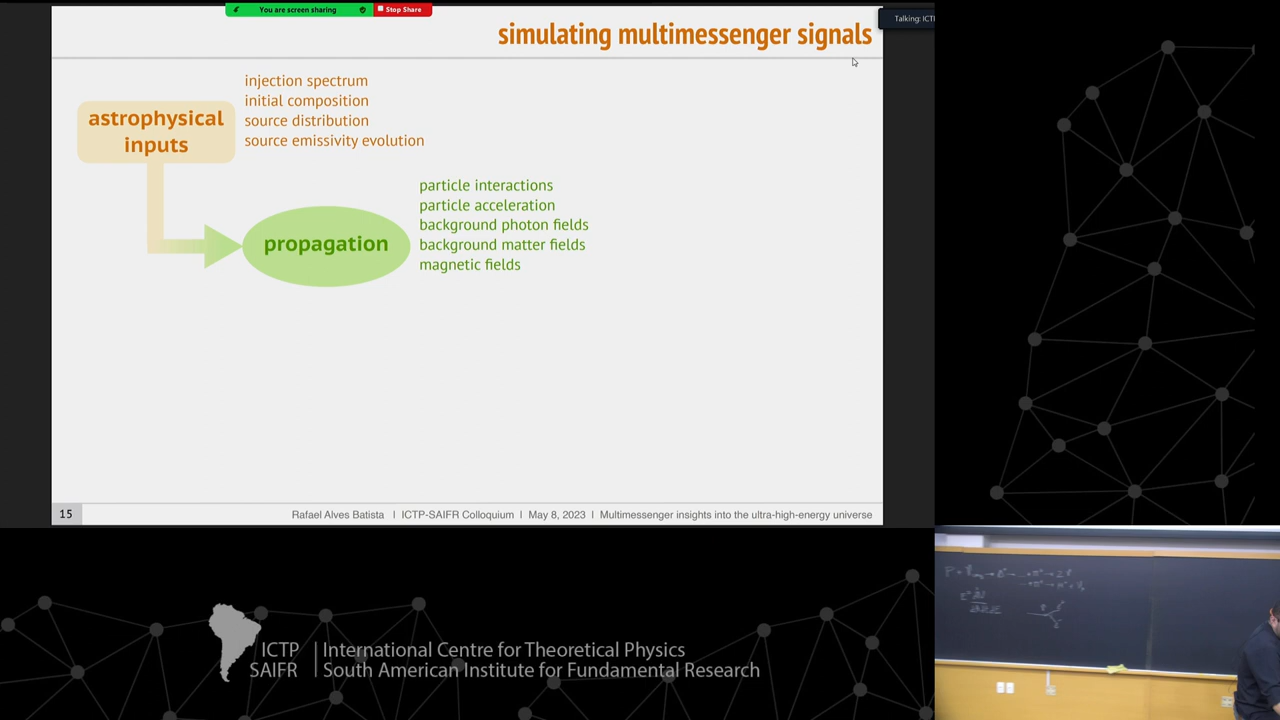 You are screen sharing
Stop Share
Talking:
simulating multimessenger signals
astrophysical
inputs
injection spectrum
initial composition
source distribution
source emissivity evolution
propagation
particle interactions
particle acceleration
background photon fields
background matter fields
magnetic fields
15
Rafael Alves Batista | ICTP-SAIFR Colloquium | May 8, 2023 | Multimessenger insights into the ultra-high-energy universe
ICTP
SAIFR
International Centre for Theoretical Physics
South American Institute for Fundamental Research